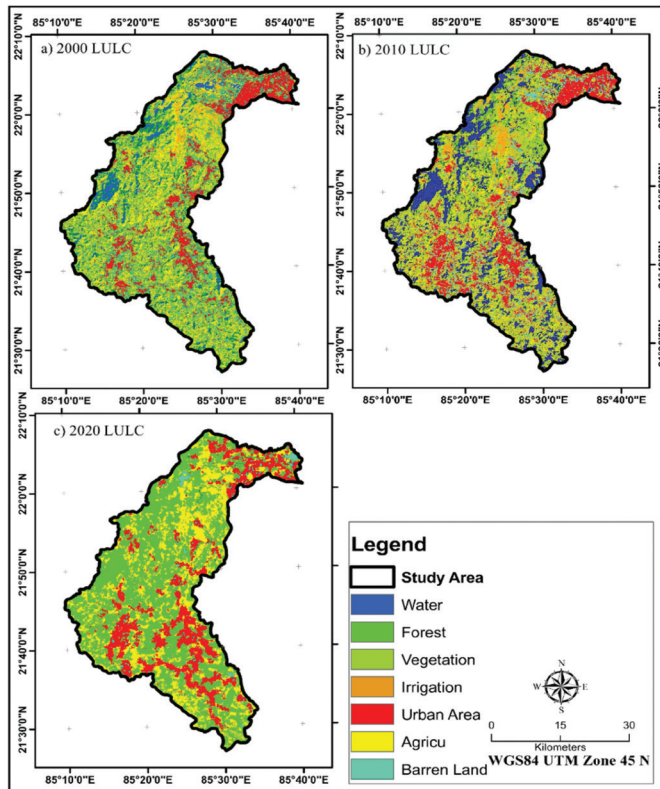 85°10'0"E 85°20'0"E 85°30'0"E 85°40'0"E
85°10'0"E 85°20'0"E 85°30'0"E 85°40'0"E
22°10'0"N
22°0'0"N
21°50'0"N
21°40'0"N
21°30'0"N
a) 2000 LULC
22°10'0"N
22°0'0"N
21°50'0"N
21°40'0"N
21°30'0"N
b) 2010 LULC
85°10'0"E 85°20'0"E 85°30'0"E 85°40'0"E
85°10'0"E 85°20'0"E 85°30'0"E 85°40'0"E
22°10'0"N
22°0'0"N
21°50'0"N
21°40'0"N
21°30'0"N
c) 2020 LULC
85°10'0"E 85°20'0"E 85°30'0"E 85°40'0"E
Legend
Study Area
Water
Forest
Vegetation
Irrigation
Urban Area
Agricu
Barren Land
N
W E
S
0 15 30
Kilometers
WGS84 UTM Zone 45 N